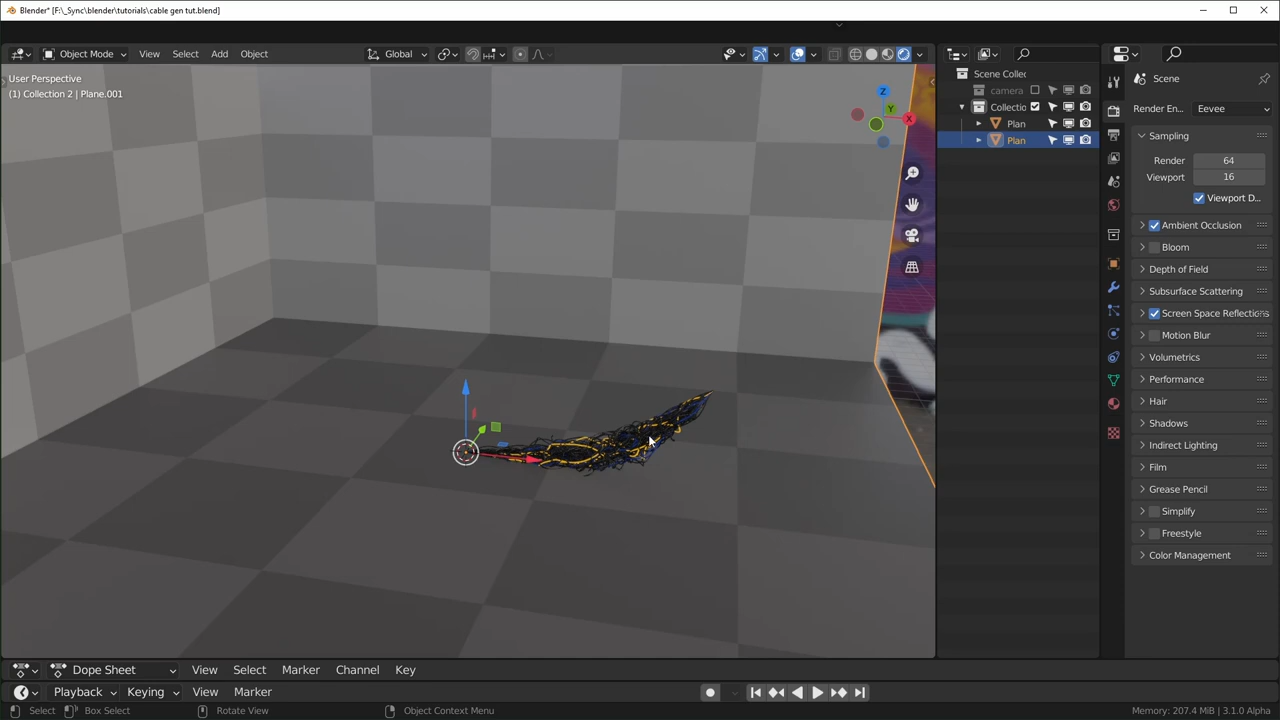 Blender* [F:\_Sync\blender\tutorials\cable gen tut.blend]
Object Mode View Select Add Object Global
User Perspective
(1) Collection 2 | Plane.001
Z
Y
X
Scene Collec
camera
Collectio
Plan
Plan
Scene
Render En... Eevee
Sampling
Render 64
Viewport 16
Viewport D...
Ambient Occlusion
Bloom
Depth of Field
Subsurface Scattering
Screen Space Reflections
Motion Blur
Volumetrics
Performance
Hair
Shadows
Indirect Lighting
Film
Grease Pencil
Simplify
Freestyle
Color Management
Dope Sheet View Select Marker Channel Key
Playback Keying View Marker
Select Box Select Rotate View Object Context Menu Memory: 207.4 MiB | 3.1.0 Alpha